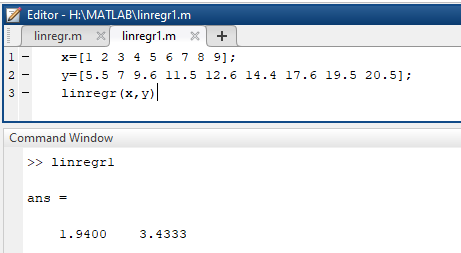 Editor - H:\MATLAB\linregr1.m
linregr.m × linregr1.m × +
1 - x=[1 2 3 4 5 6 7 8 9];
2 - y=[5.5 7 9.6 11.5 12.6 14.4 17.6 19.5 20.5];
3 - linregr(x,y)
Command Window
>> linregr1
ans =
1.9400 3.4333